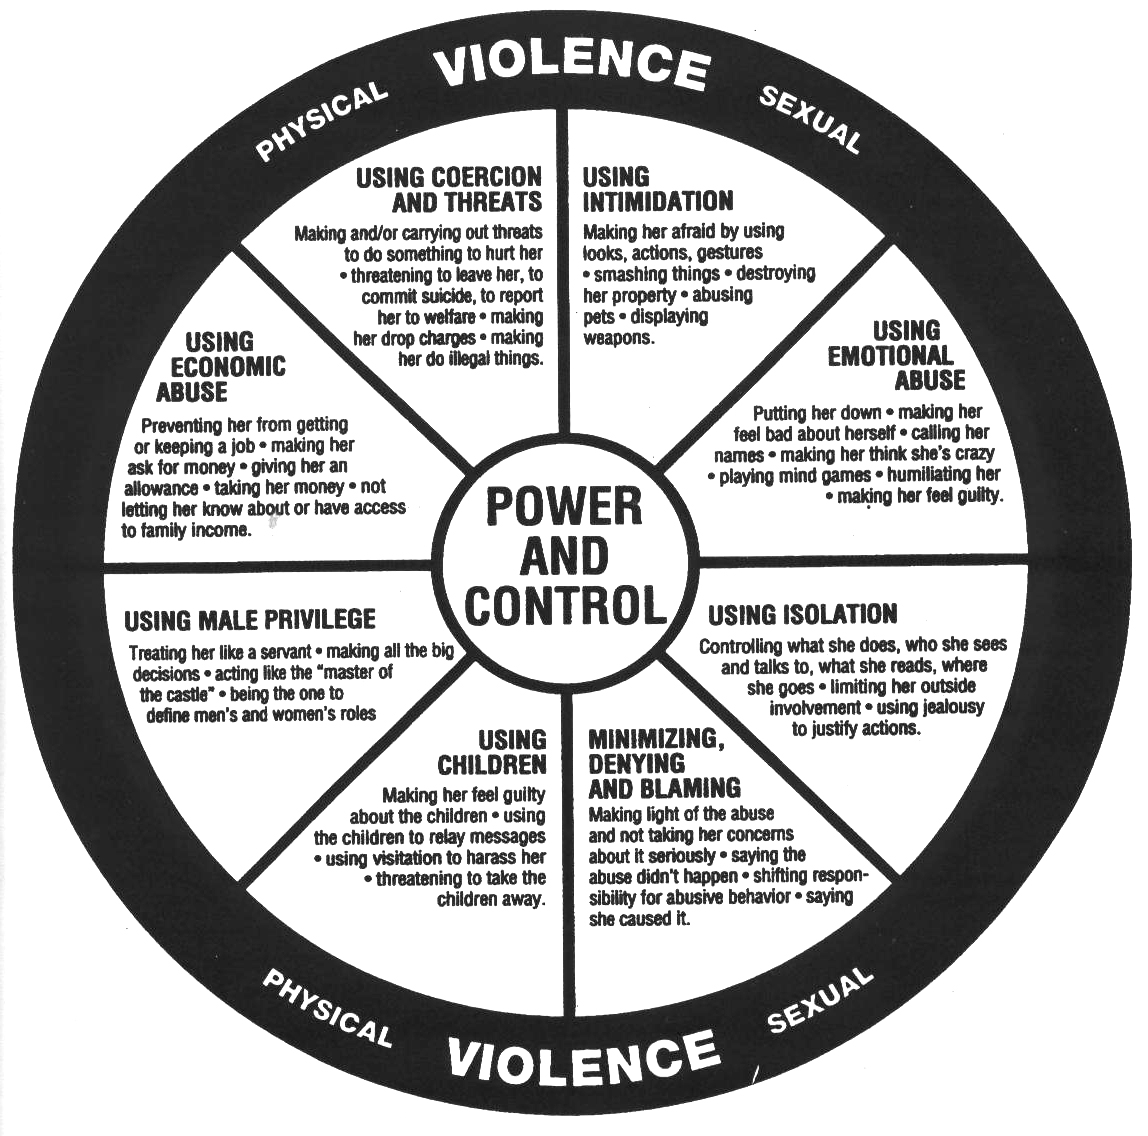 PHYSICAL VIOLENCE SEXUAL
USING COERCION
AND THREATS
Making and/or carrying out threats
to do something to hurt her
• threatening to leave her, to
commit suicide, to report
her to welfare • making
her drop charges • making
her do illegal things.
USING
INTIMIDATION
Making her afraid by using
looks, actions, gestures
• smashing things • destroying
her property • abusing
pets • displaying
weapons.
USING
EMOTIONAL
ABUSE
Putting her down • making her
feel bad about herself • calling her
names • making her think she's crazy
• playing mind games • humiliating her
• making her feel guilty.
USING ISOLATION
Controlling what she does, who she sees
and talks to, what she reads, where
she goes • limiting her outside
involvement • using jealousy
to justify actions.
MINIMIZING,
DENYING
AND BLAMING
Making light of the abuse
and not taking her concerns
about it seriously • saying the
abuse didn't happen • shifting respon-
sibility for abusive behavior • saying
she caused it.
USING
CHILDREN
Making her feel guilty
about the children • using
the children to relay messages
• using visitation to harass her
• threatening to take the
children away.
USING MALE PRIVILEGE
Treating her like a servant • making all the big
decisions • acting like the "master of
the castle" • being the one to
define men's and women's roles
USING
ECONOMIC
ABUSE
Preventing her from getting
or keeping a job • making her
ask for money • giving her an
allowance • taking her money • not
letting her know about or have access
to family income.
POWER
AND
CONTROL
PHYSICAL VIOLENCE SEXUAL